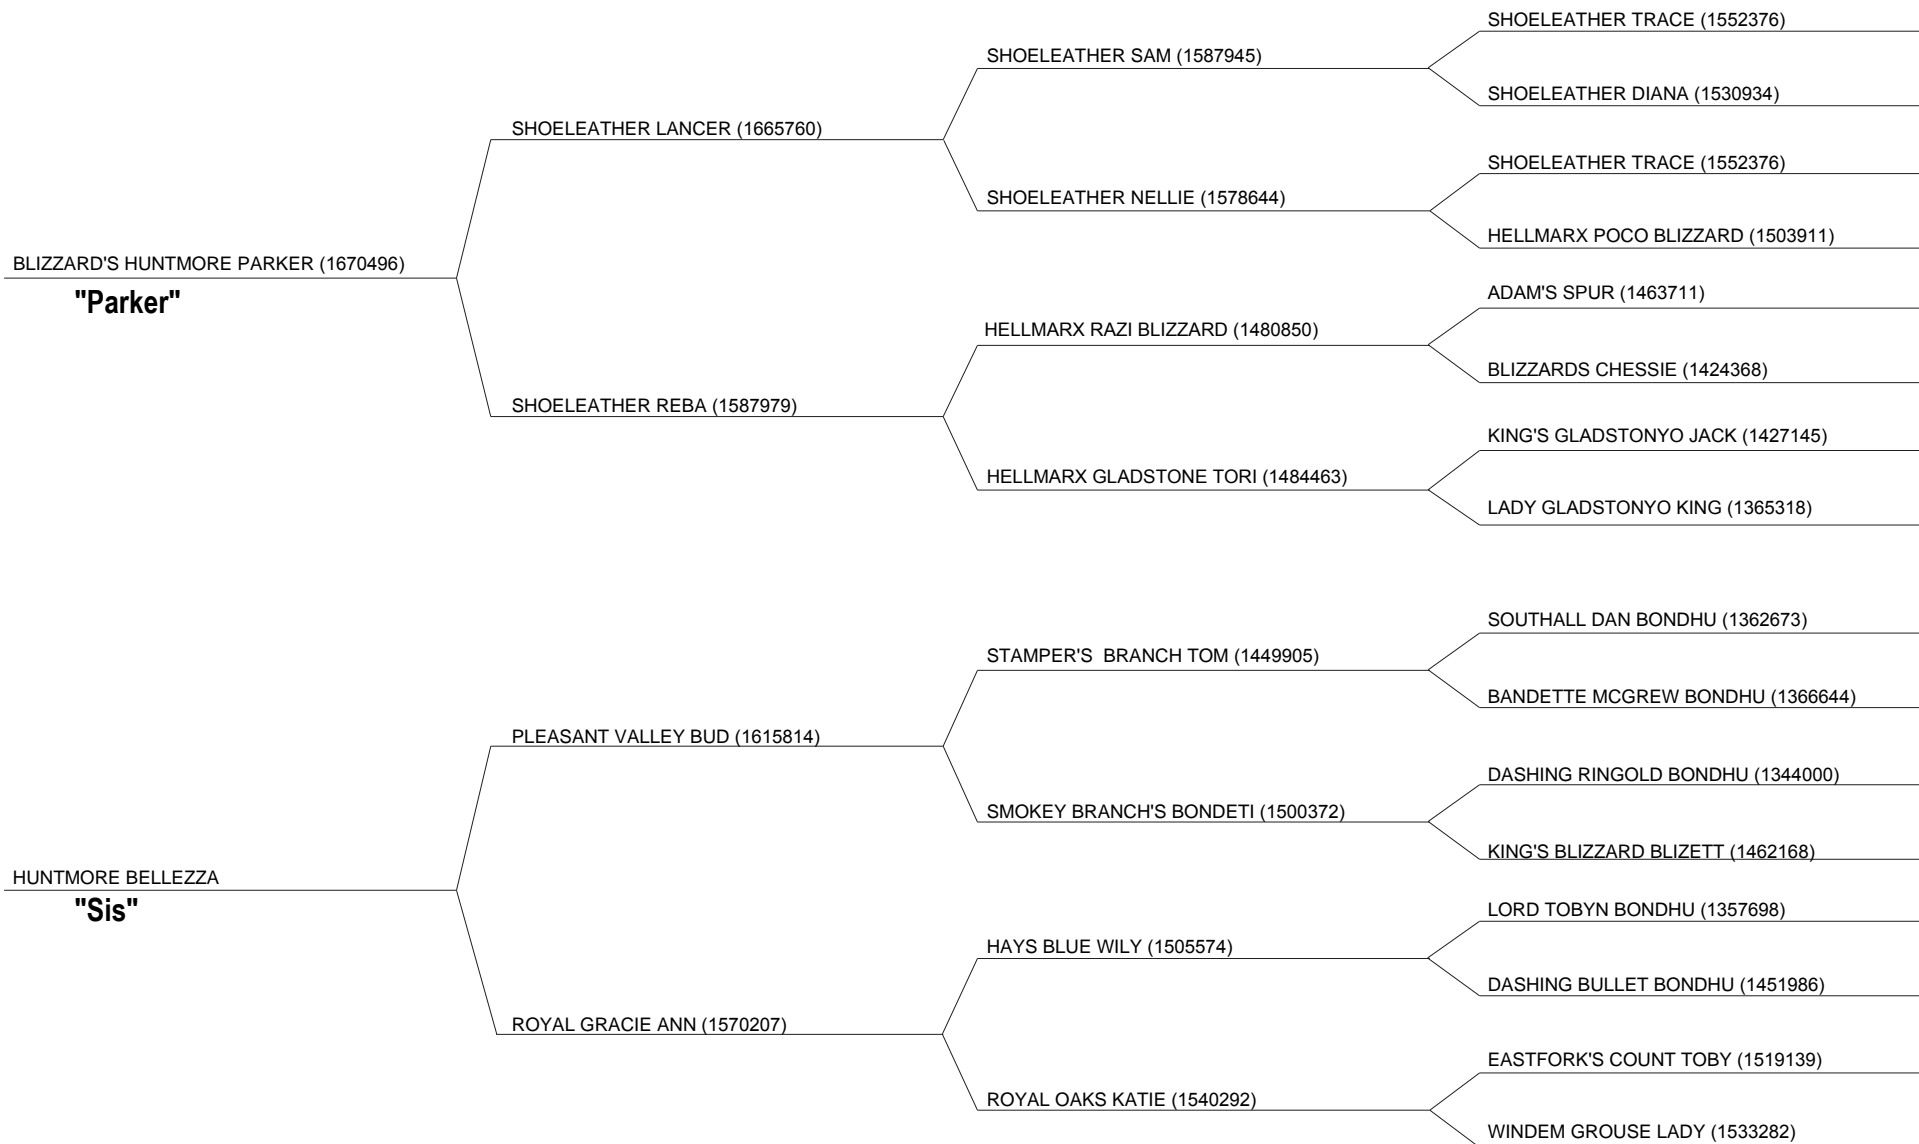 SHOELEATHER TRACE (1552376)
SHOELEATHER SAM (1587945)
SHOELEATHER DIANA (1530934)
SHOELEATHER LANCER (1665760)
SHOELEATHER TRACE (1552376)
SHOELEATHER NELLIE (1578644)
HELLMARX POCO BLIZZARD (1503911)
BLIZZARD'S HUNTMORE PARKER (1670496)
"Parker"
ADAM'S SPUR (1463711)
HELLMARX RAZI BLIZZARD (1480850)
BLIZZARDS CHESSIE (1424368)
SHOELEATHER REBA (1587979)
KING'S GLADSTONYO JACK (1427145)
HELLMARX GLADSTONE TORI (1484463)
LADY GLADSTONYO KING (1365318)
SOUTHALL DAN BONDHU (1362673)
STAMPER'S  BRANCH TOM (1449905)
BANDETTE MCGREW BONDHU (1366644)
PLEASANT VALLEY BUD (1615814)
DASHING RINGOLD BONDHU (1344000)
SMOKEY BRANCH'S BONDETI (1500372)
KING'S BLIZZARD BLIZETT (1462168)
HUNTMORE BELLEZZA
"Sis"
LORD TOBYN BONDHU (1357698)
HAYS BLUE WILY (1505574)
DASHING BULLET BONDHU (1451986)
ROYAL GRACIE ANN (1570207)
EASTFORK'S COUNT TOBY (1519139)
ROYAL OAKS KATIE (1540292)
WINDEM GROUSE LADY (1533282)